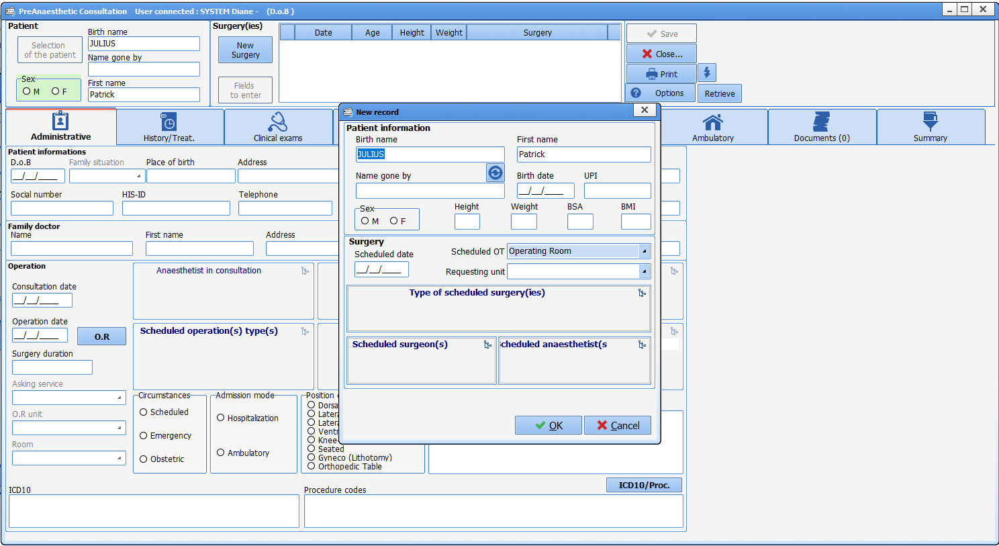 PreAnaesthetic Consultation User connected : SYSTEM Diane - (D.o.B )
Patient
Selection
of the patient
Birth name
JULIUS
Name gone by
Sex
M F
First name
Patrick
Surgery(ies)
New
Surgery
Fields
to enter
Date Age Height Weight Surgery
Save
Close...
Print
Options
Retrieve
Administrative
History/Treat.
Clinical exams
Ambulatory
Documents (0)
Summary
Patient informations
D.o.B Family situation Place of birth Address
__/__/____
Social number HIS-ID Telephone
Family doctor
Name First name Address
Operation
Consultation date
__/__/____
Operation date
__/__/____
O.R
Surgery duration
Asking service
O.R unit
Room
Anaesthetist in consultation
Scheduled operation(s) type(s)
Circumstances
Scheduled
Emergency
Obstetric
Admission mode
Hospitalization
Ambulatory
Position
Seated
Gyneco (Lithotomy)
Orthopedic Table
ICD10/Proc.
ICD10
Procedure codes
New record
Patient information
Birth name First name
JULIUS Patrick
Name gone by Birth date UPI
__/__/____
Sex
M F
Height Weight BSA BMI
Surgery
Scheduled date
__/__/____
Scheduled OT Operating Room
Requesting unit
Type of scheduled surgery(ies)
Scheduled surgeon(s)
cheduled anaesthetist(s
OK Cancel